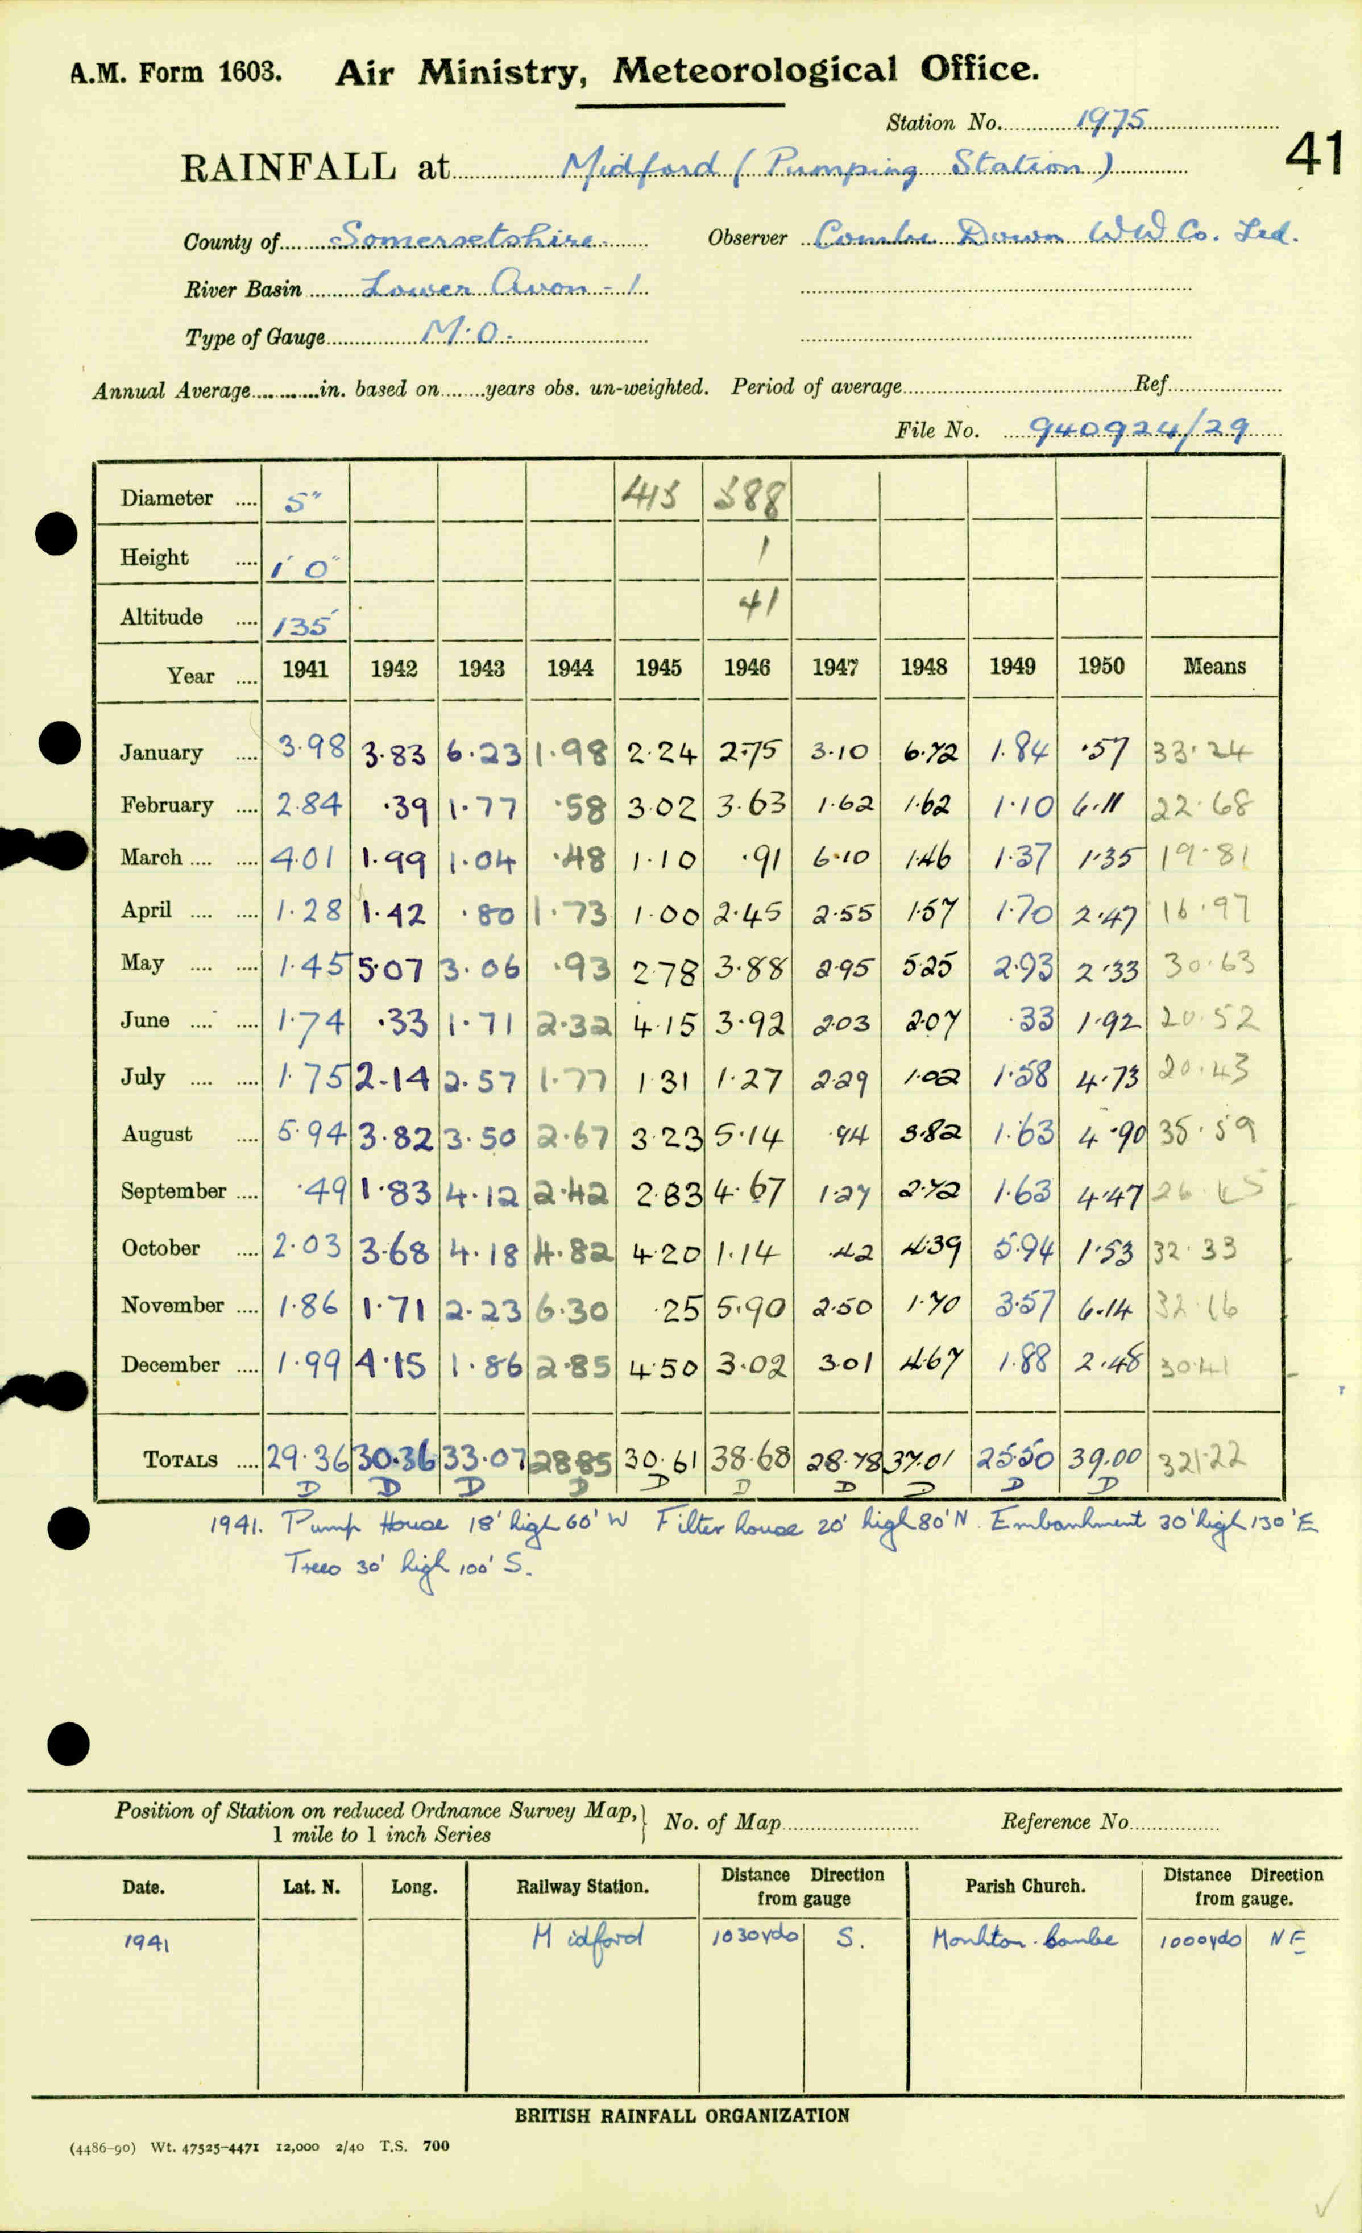 A.M. Form 1603. Air Ministry, Meteorological Office.
Station No. 1975
41
RAINFALL at Midford (Pumping Station)
County of Somersetshire. Observer Combe Down W W Co. Ltd.
River Basin Lower Avon - 1
Type of Gauge M.O.
Annual Average in. based on years obs. un-weighted. Period of average Ref.
File No. 940924/29
Diameter 5" 415 588
Height 1' 0" 1
Altitude 135' 41
Year 1941 1942 1943 1944 1945 1946 1947 1948 1949 1950 Means
January 3.98 3.83 6.23 1.98 2.24 2.75 3.10 6.72 1.84 .57 33.24
February 2.84 .39 1.77 .58 3.02 3.63 1.62 1.62 1.10 6.11 22.68
March 4.01 1.99 1.04 .48 1.10 .91 6.10 1.46 1.37 1.35 19.81
April 1.28 1.42 .80 1.73 1.00 2.45 2.55 1.57 1.70 2.47 16.97
May 1.45 5.07 3.06 .93 2.78 3.88 2.95 5.25 2.93 2.33 30.63
June 1.74 .33 1.71 2.32 4.15 3.92 2.03 2.07 .33 1.92 20.52
July 1.75 2.14 2.57 1.77 1.31 1.27 2.29 1.02 1.58 4.73 20.43
August 5.94 3.82 3.50 2.67 3.23 5.14 .94 3.82 1.63 4.90 35.59
September .49 1.83 4.12 2.42 2.83 4.67 1.27 2.72 1.63 4.47 26.45
October 2.03 3.68 4.18 4.82 4.20 1.14 .42 4.39 5.94 1.53 32.33
November 1.86 1.71 2.23 6.30 .25 5.90 2.50 1.70 3.57 6.14 32.16
December 1.99 4.15 1.86 2.85 4.50 3.02 3.01 4.67 1.88 2.48 30.41
TOTALS 29.36 30.36 33.07 28.85 30.61 38.68 28.78 37.01 25.50 39.00 321.22
D D D D D D D D D D
1941. Pump House 18' high 60' W Filter house 20' high 80' N. Embankment 30' high 130' E
Trees 30' high 100' S.
Position of Station on reduced Ordnance Survey Map, 1 mile to 1 inch Series No. of Map Reference No.
Date. Lat. N. Long. Railway Station. Distance Direction from gauge Parish Church. Distance Direction from gauge.
1941 Midford 1030 yds S. Monkton Combe 1000 yds NE
BRITISH RAINFALL ORGANIZATION
(4486-90) Wt. 47525-4471 12,000 2/40 T.S. 700